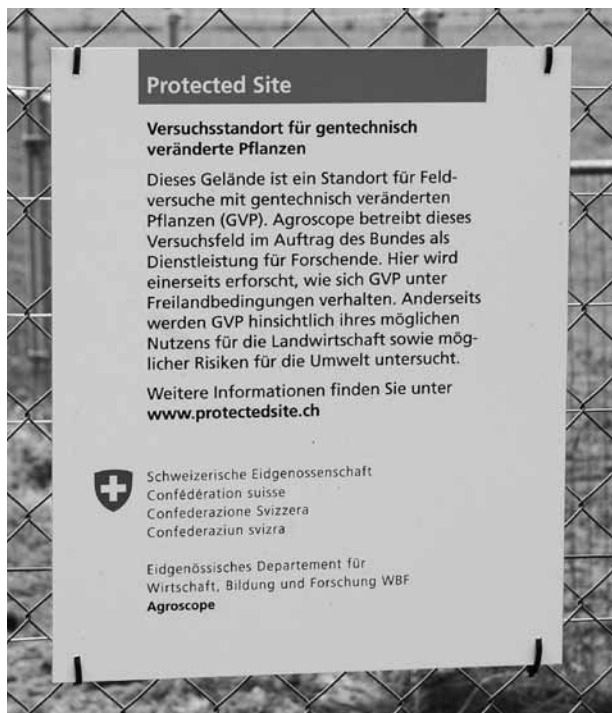 Protected Site
Versuchsstandort für gentechnisch
veränderte Pflanzen
Dieses Gelände ist ein Standort für Feld-
versuche mit gentechnisch veränderten
Pflanzen (GVP). Agroscope betreibt dieses
Versuchsfeld im Auftrag des Bundes als
Dienstleistung für Forschende. Hier wird
einerseits erforscht, wie sich GVP unter
Freilandbedingungen verhalten. Anderseits
werden GVP hinsichtlich ihres möglichen
Nutzens für die Landwirtschaft sowie mög-
licher Risiken für die Umwelt untersucht.
Weitere Informationen finden Sie unter
www.protectedsite.ch
Schweizerische Eidgenossenschaft
Confédération suisse
Confederazione Svizzera
Confederaziun svizra
Eidgenössisches Departement für
Wirtschaft, Bildung und Forschung WBF
Agroscope